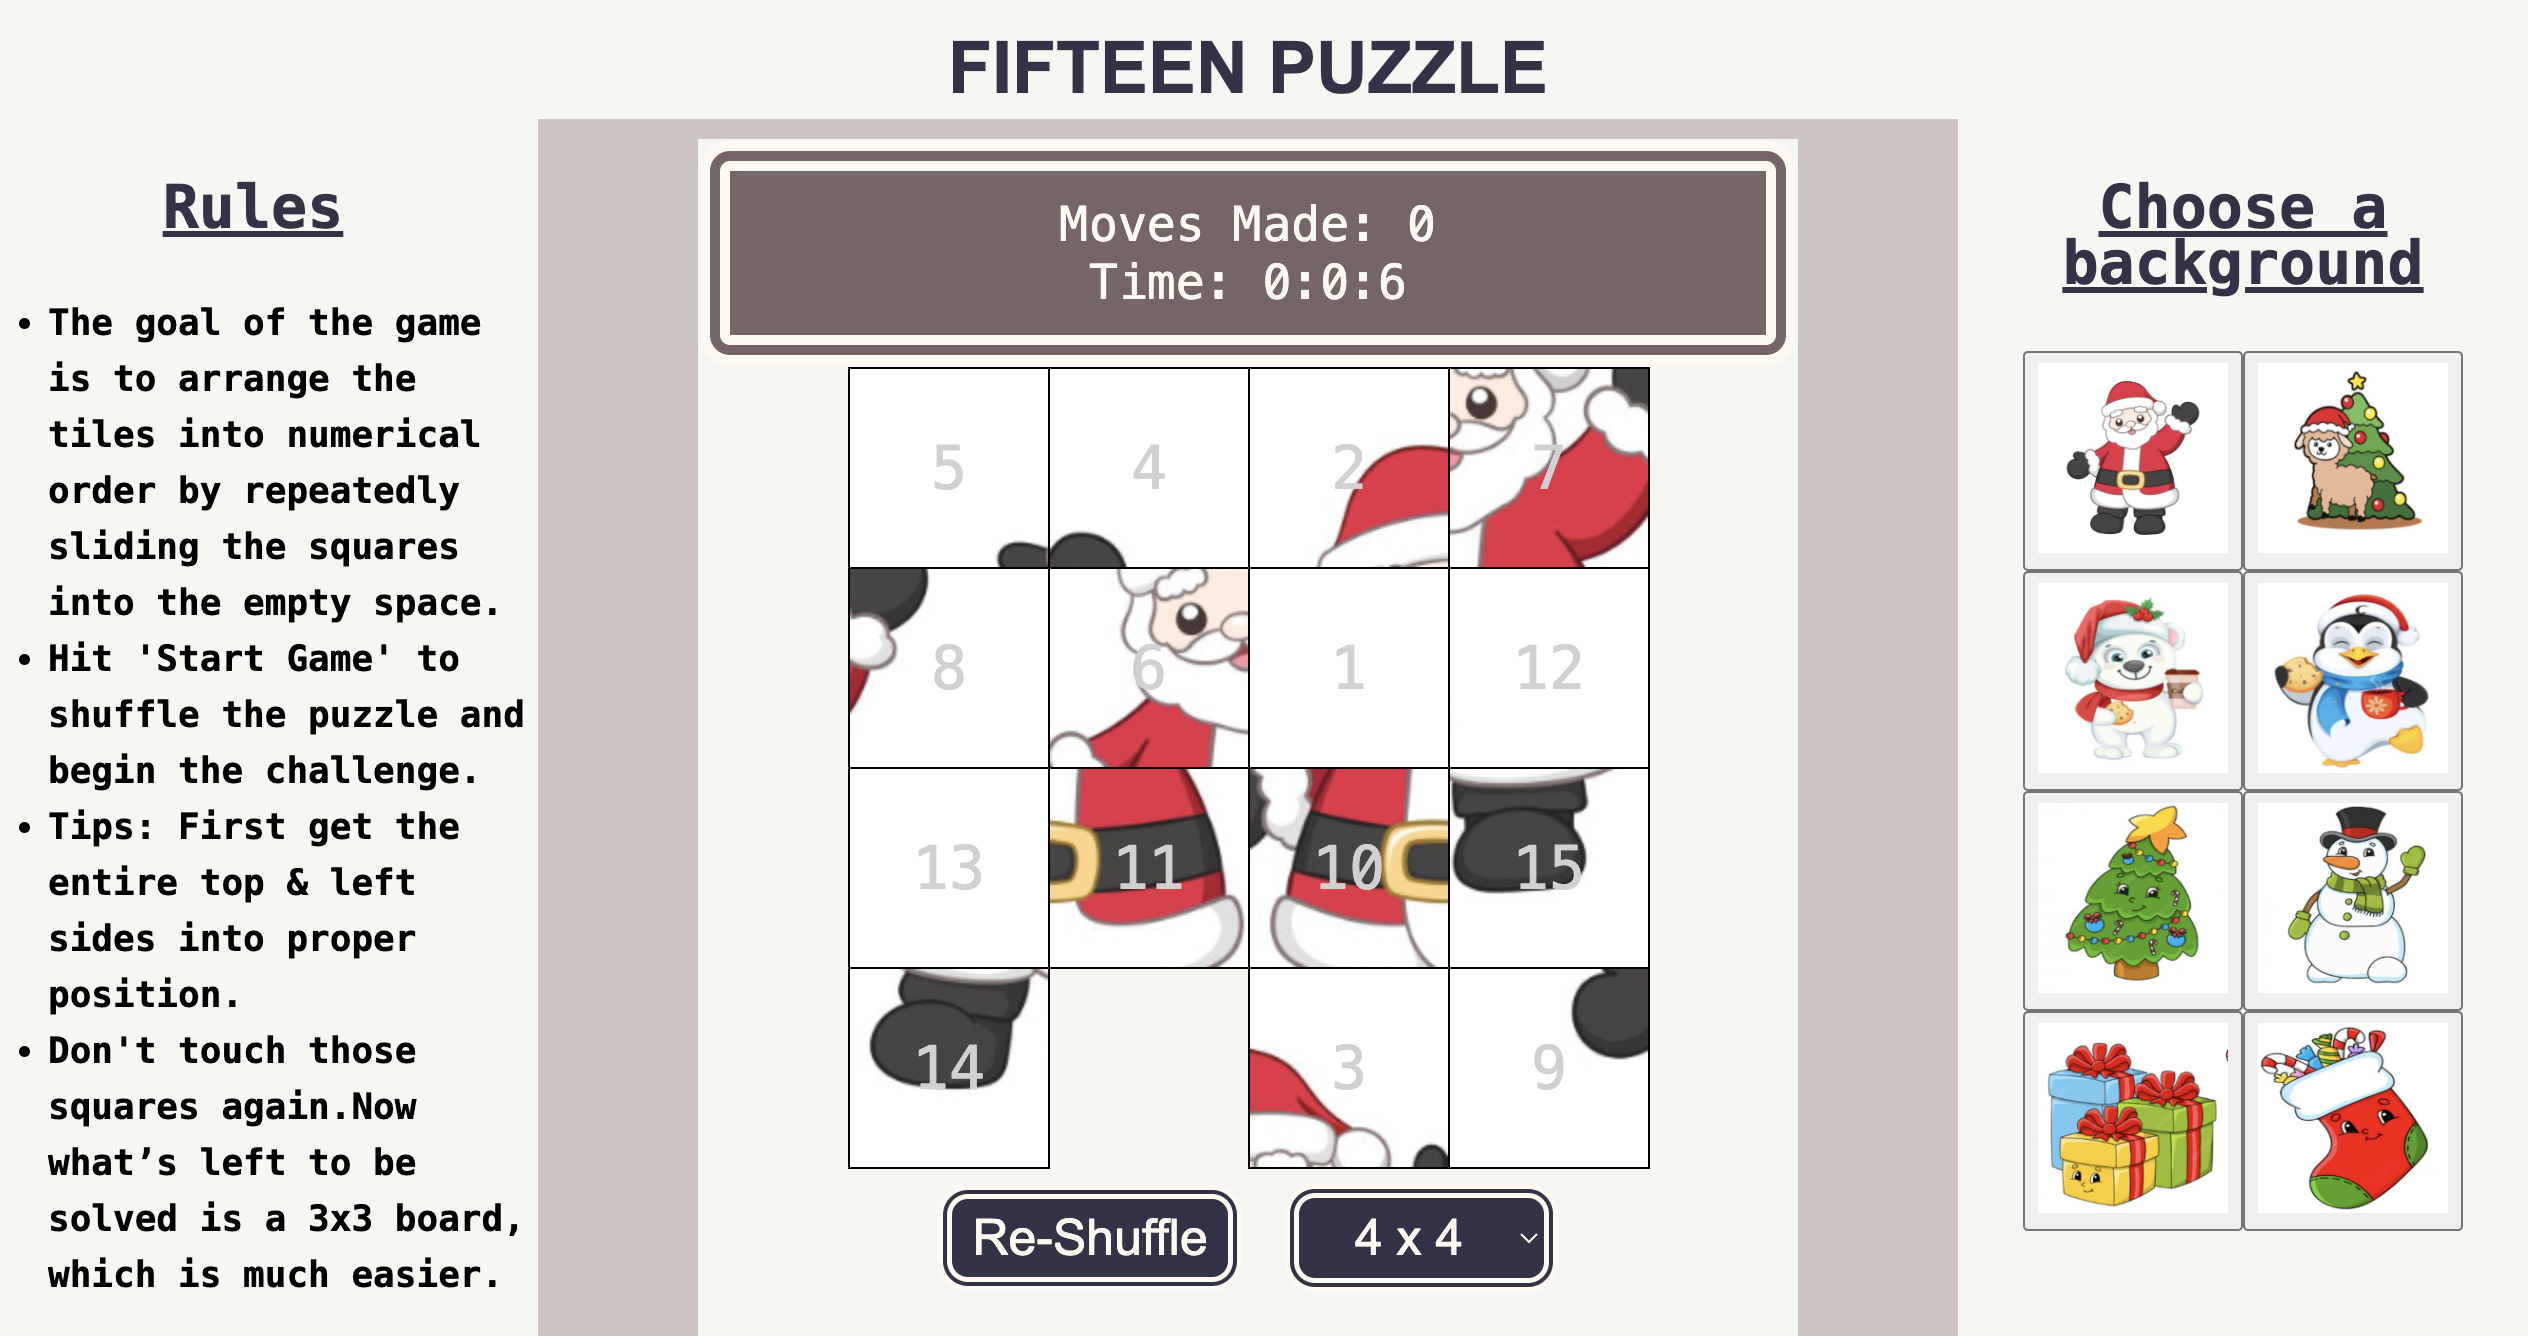 FIFTEEN PUZZLE
Rules
• The goal of the game
is to arrange the
tiles into numerical
order by repeatedly
sliding the squares
into the empty space.
• Hit 'Start Game' to
shuffle the puzzle and
begin the challenge.
• Tips: First get the
entire top & left
sides into proper
position.
• Don't touch those
squares again.Now
what’s left to be
solved is a 3x3 board,
which is much easier.
Moves Made: 0
Time: 0:0:6
5 4 2 7
8 6 1 12
13 11 10 15
14 3 9
Re-Shuffle
4 x 4
Choose a
background